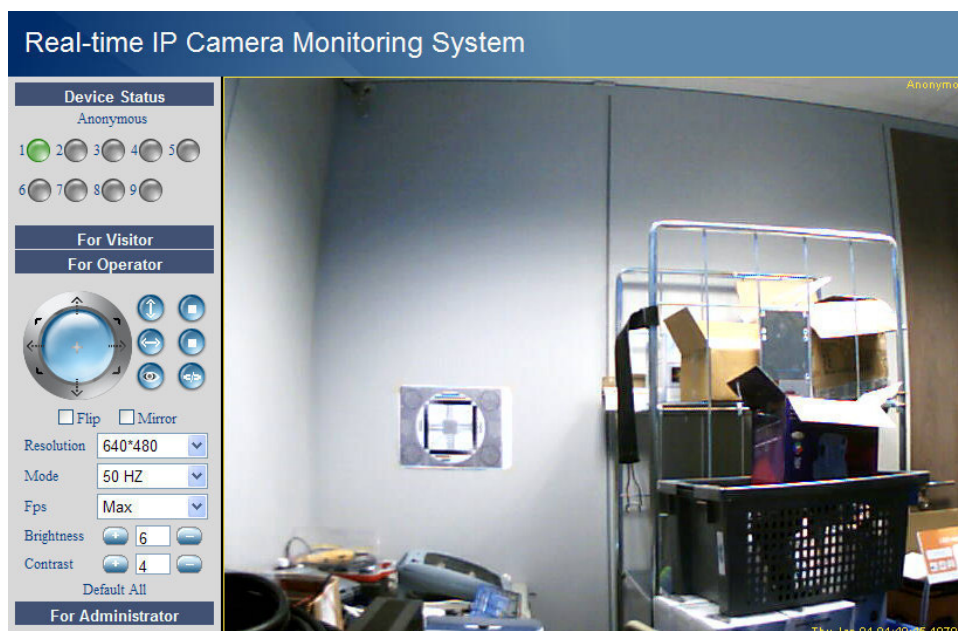 Real-time IP Camera Monitoring System
Device Status
Anonymous
1 2 3 4 5
6 7 8 9
For Visitor
For Operator
Flip Mirror
Resolution 640*480
Mode 50 HZ
Fps Max
Brightness + 6 -
Contrast + 4 -
Default All
For Administrator
Anonymo